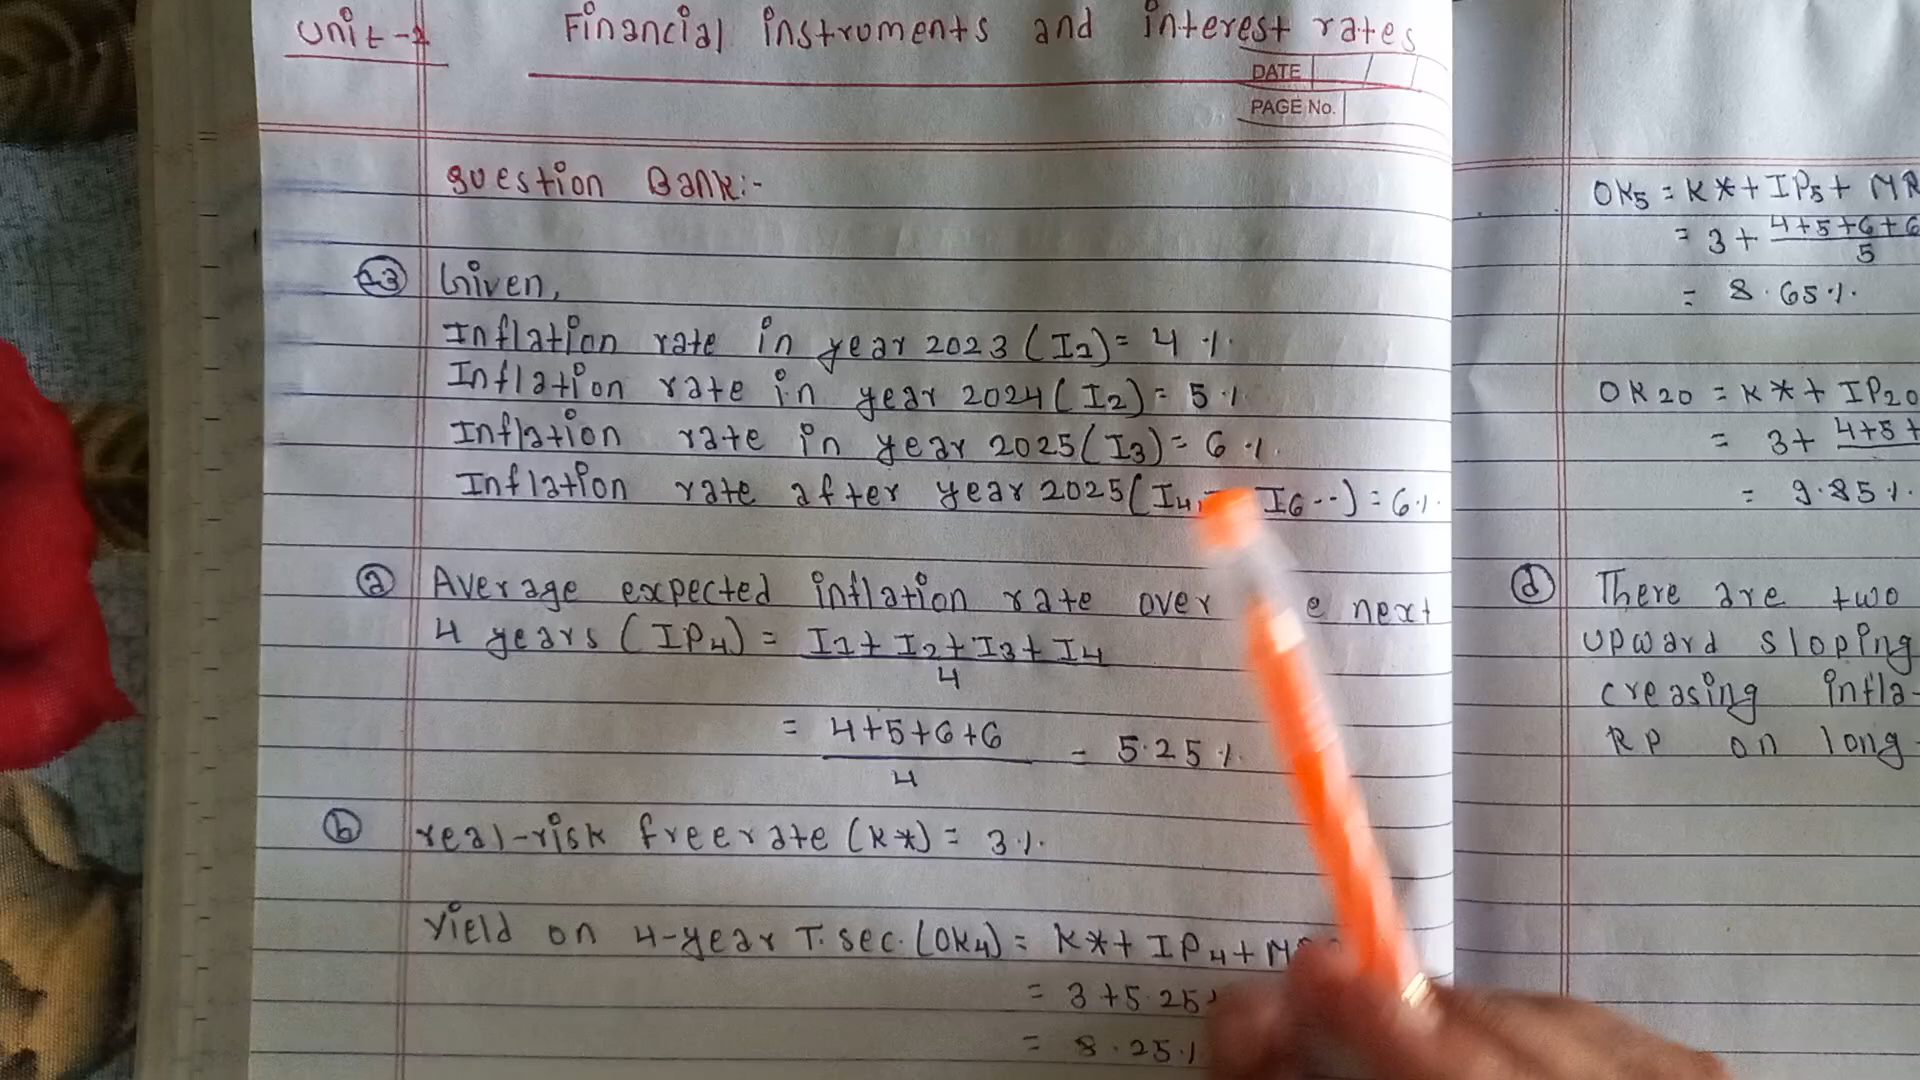 Unit-1 Financial instruments and interest rates
DATE / /
PAGE No.
Question Bank:-
13 Given,
Inflation rate in year 2023 (I1) = 4 %.
Inflation rate in year 2024 (I2) = 5 %.
Inflation rate in year 2025 (I3) = 6 %.
Inflation rate after year 2025 (I4, I6 --) = 6%.
a Average expected inflation rate over e next
4 years (IP4) = I1 + I2 + I3 + I4
4
= 4+5+6+6 = 5.25 %.
4
b real-risk free rate (K*) = 3 %.
Yield on 4-year T. sec. (OK4) = K* + IP4 + M
= 3 + 5.25
= 8.25 %
OK5 = K* + IP5 + MR
= 3 + 4+5+6+6
5
= 8.65 %.
OK20 = K* + IP20
= 3 + 4+5+
= 9.85 %.
d There are two
upward sloping
creasing infla-
RP on long-